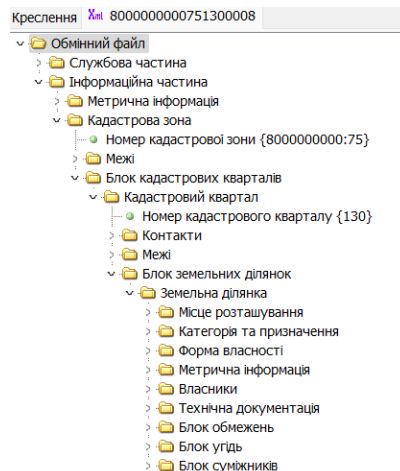 Креслення Xml 8000000000751300008
Обмінний файл
Службова частина
Інформаційна частина
Метрична інформація
Кадастрова зона
Номер кадастрової зони {8000000000:75}
Межі
Блок кадастрових кварталів
Кадастровий квартал
Номер кадастрового кварталу {130}
Контакти
Межі
Блок земельних ділянок
Земельна ділянка
Місце розташування
Категорія та призначення
Форма власності
Метрична інформація
Власники
Технічна документація
Блок обмежень
Блок угідь
Блок суміжників